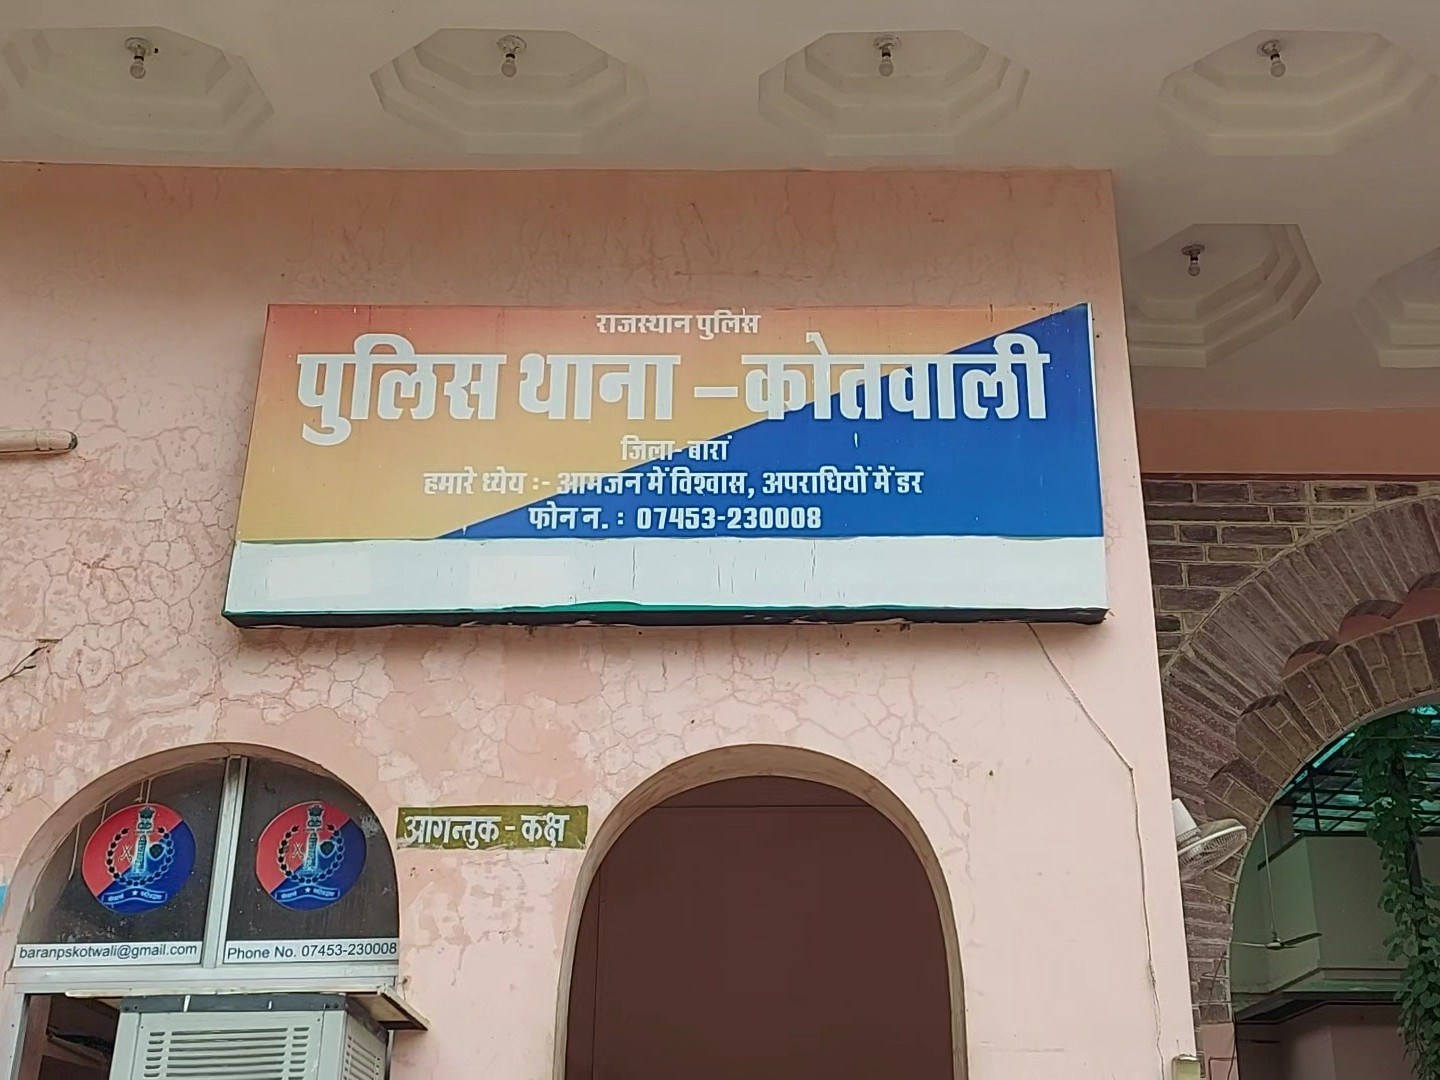 राजस्थान पुलिस
पुलिस थाना – कोतवाली
जिला- बारां
हमारे ध्येय :- आमजन में विश्वास, अपराधियों में डर
फोन न. : 07453-230008
आगन्तुक - कक्ष
baranpskotwali@gmail.com
Phone No. 07453-230008